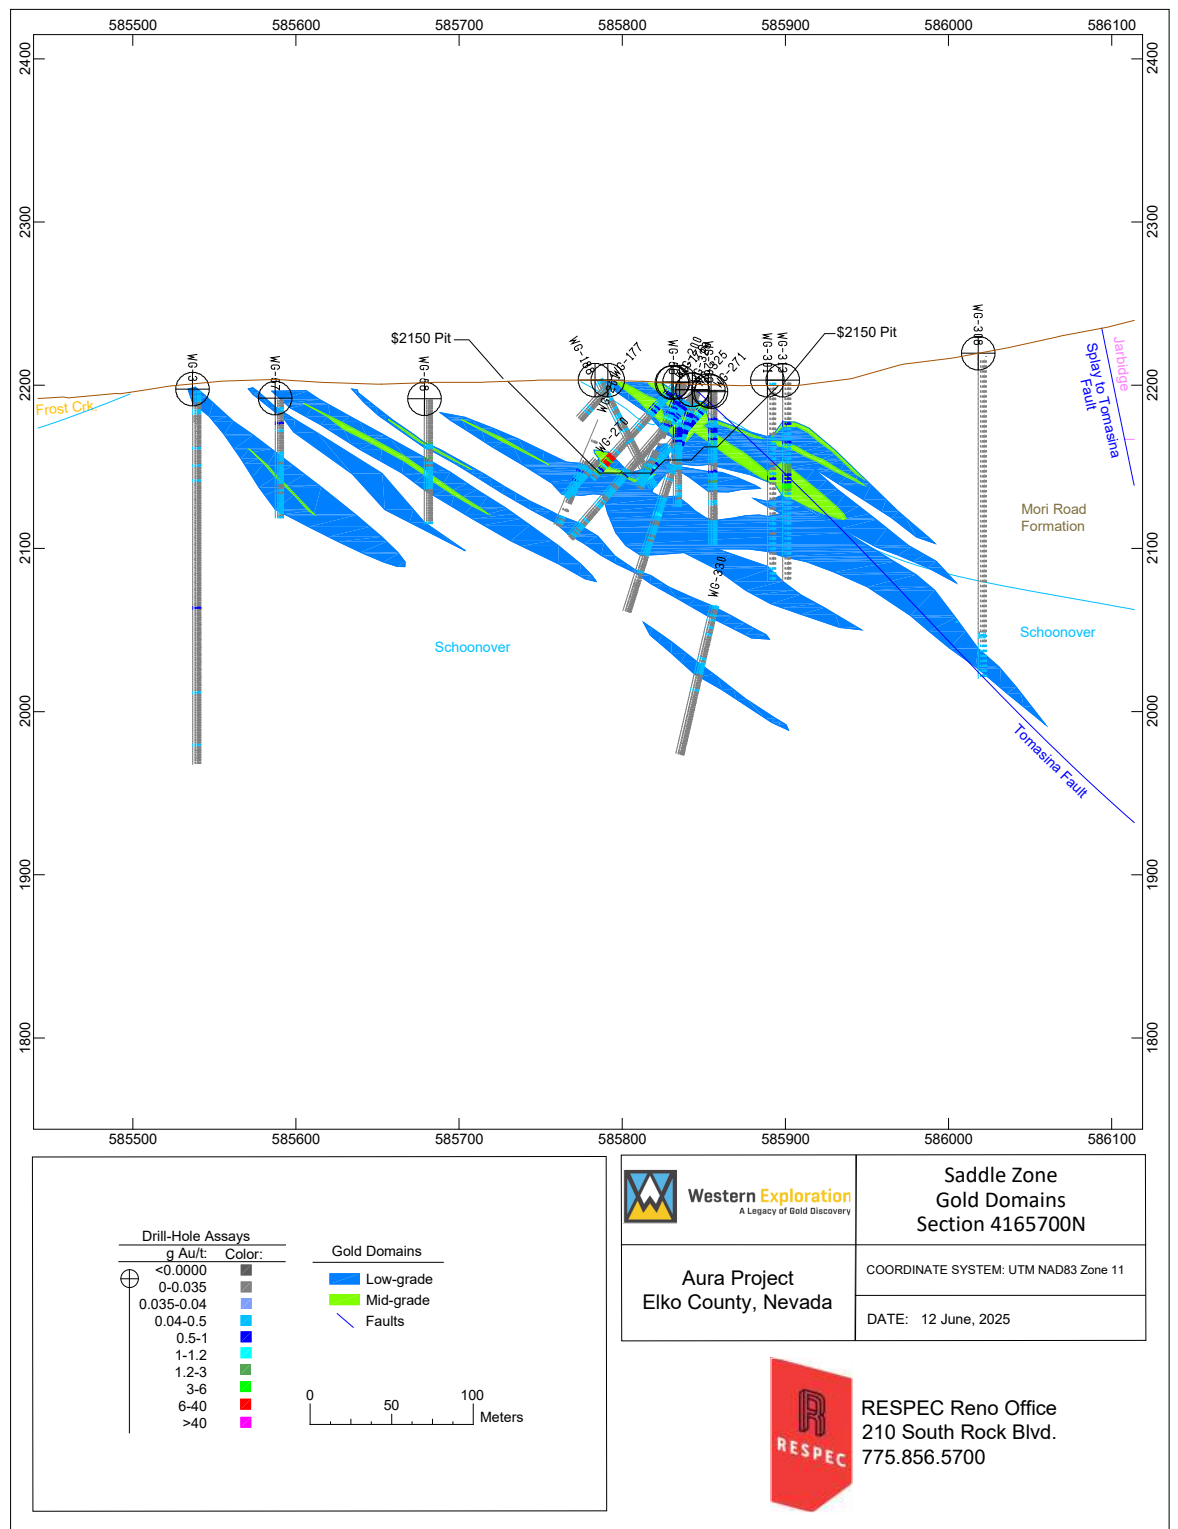 585500 585600 585700 585800 585900 586000 586100
2400 2400
2300 2300
2200 2200
2100 2100
2000 2000
1900 1900
1800 1800
WG-308
$2150 Pit
$2150 Pit
WG-177
WG-271
WG-270
WG-330
Frost Crk
Jarbidge
Splay to Tomasina
Fault
Mori Road
Formation
Schoonover
Schoonover
Tomasina Fault
585500 585600 585700 585800 585900 586000 586100
Drill-Hole Assays
g Au/t: Color:
<0.0000
0-0.035
0.035-0.04
0.04-0.5
0.5-1
1-1.2
1.2-3
3-6
6-40
>40
Gold Domains
Low-grade
Mid-grade
Faults
0 50 100
Meters
Western Exploration
A Legacy of Gold Discovery
Saddle Zone
Gold Domains
Section 4165700N
Aura Project
Elko County, Nevada
COORDINATE SYSTEM: UTM NAD83 Zone 11
DATE: 12 June, 2025
RESPEC
RESPEC Reno Office
210 South Rock Blvd.
775.856.5700